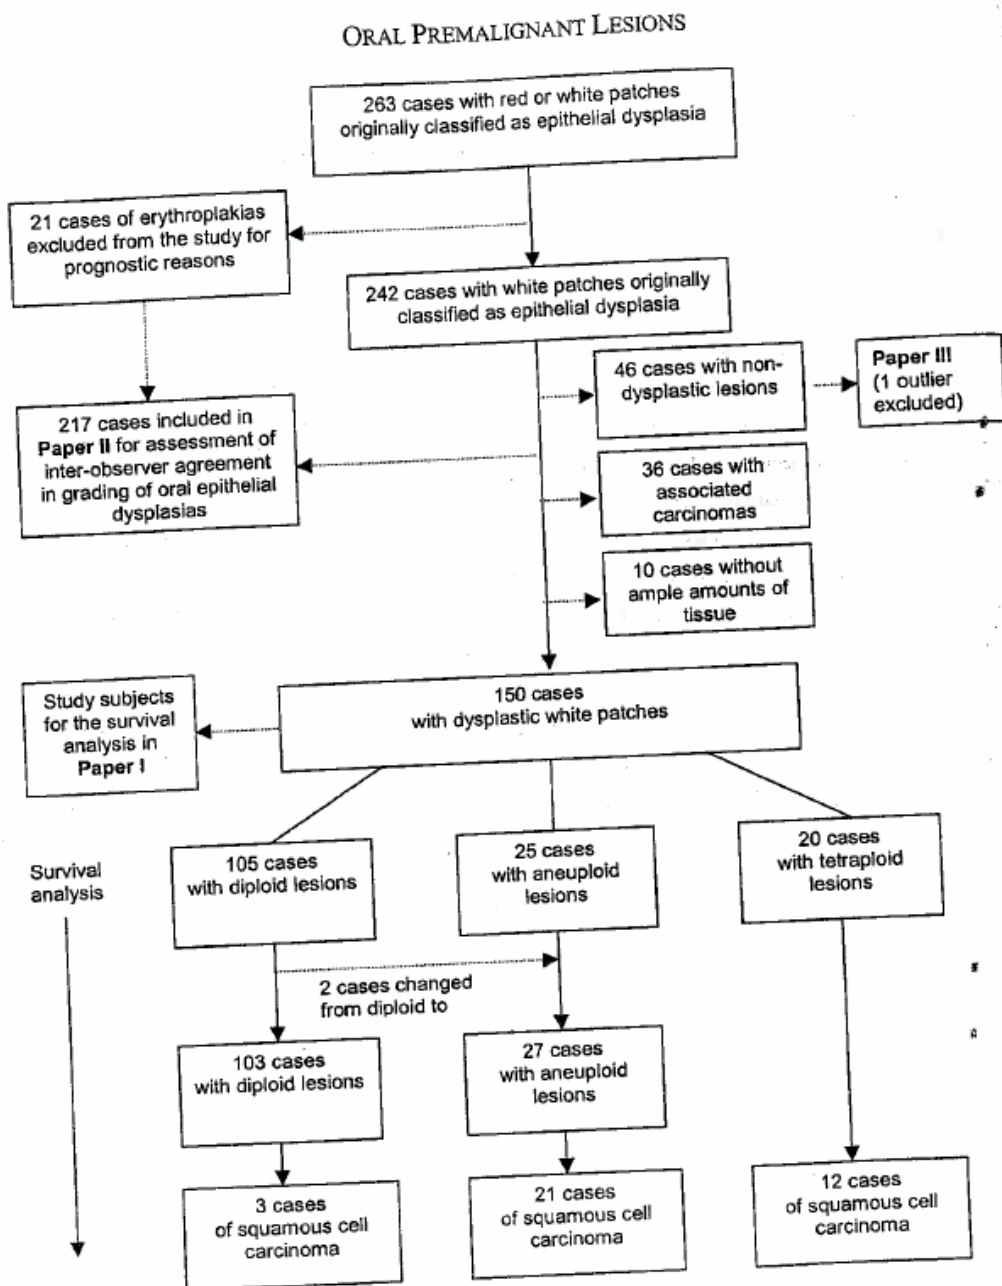 ORAL PREMALIGNANT LESIONS
263 cases with red or white patches
originally classified as epithelial dysplasia
21 cases of erythroplakias
excluded from the study for
prognostic reasons
242 cases with white patches originally
classified as epithelial dysplasia
46 cases with non-
dysplastic lesions
Paper III
(1 outlier
excluded)
217 cases included in
Paper II for assessment of
inter-observer agreement
in grading of oral epithelial
dysplasias
36 cases with
associated
carcinomas
10 cases without
ample amounts of
tissue
150 cases
with dysplastic white patches
Study subjects
for the survival
analysis in
Paper I
Survival
analysis
105 cases
with diploid lesions
25 cases
with aneuploid
lesions
20 cases
with tetraploid
lesions
2 cases changed
from diploid to
103 cases
with diploid lesions
27 cases
with aneuploid
lesions
3 cases
of squamous cell
carcinoma
21 cases
of squamous cell
carcinoma
12 cases
of squamous cell
carcinoma